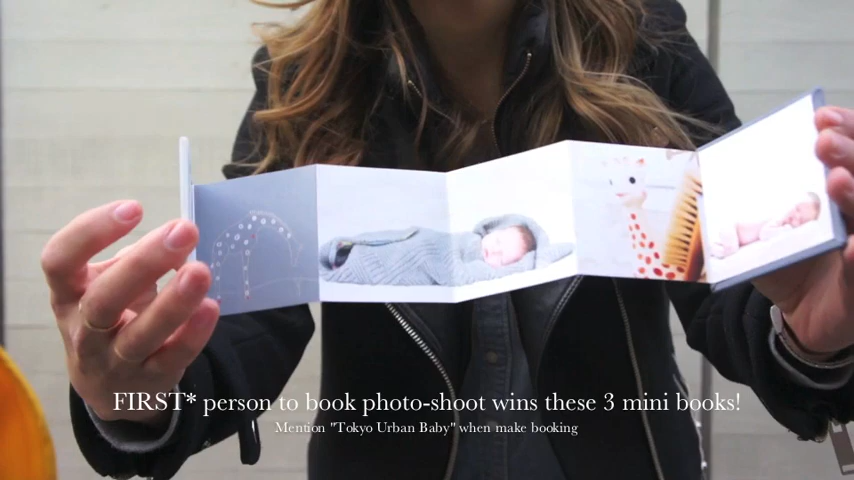 FIRST* person to book photo-shoot wins these 3 mini books!
Mention "Tokyo Urban Baby" when make booking